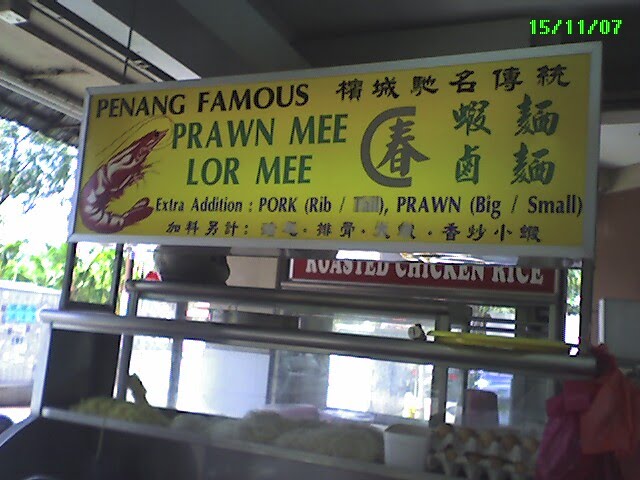 15/11/07
PENANG FAMOUS 檳城馳名傳統
PRAWN MEE 春 蝦麵
LOR MEE 鹵麵
Extra Addition : PORK (Rib / Tail), PRAWN (Big / Small)
加料另計: 排骨 · 香炒小蝦
ROASTED CHICKEN RICE